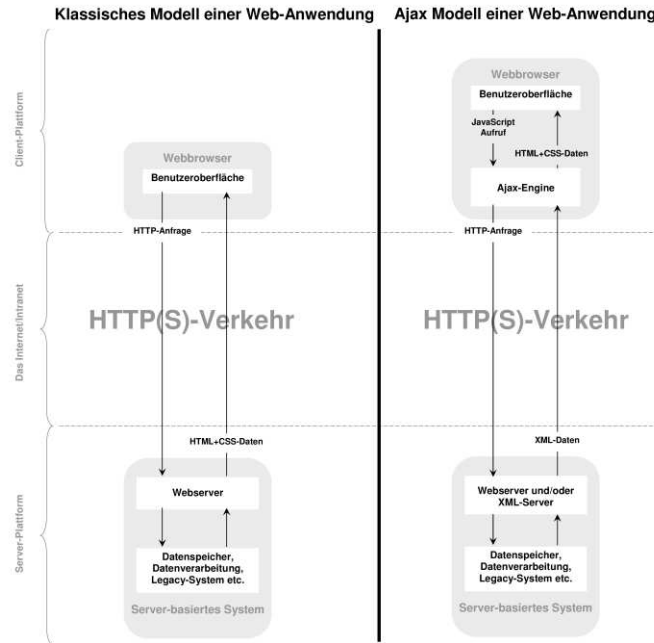 Klassisches Modell einer Web-Anwendung
Ajax Modell einer Web-Anwendung
Client-Plattform
Das Internet/Intranet
Server-Plattform
Webbrowser
Benutzeroberfläche
HTTP-Anfrage
HTTP(S)-Verkehr
HTML+CSS-Daten
Webserver
Datenspeicher,
Datenverarbeitung,
Legacy-System etc.
Server-basiertes System
Webbrowser
Benutzeroberfläche
JavaScript
Aufruf
HTML+CSS-Daten
Ajax-Engine
HTTP-Anfrage
HTTP(S)-Verkehr
XML-Daten
Webserver und/oder
XML-Server
Datenspeicher,
Datenverarbeitung,
Legacy-System etc.
Server-basiertes System